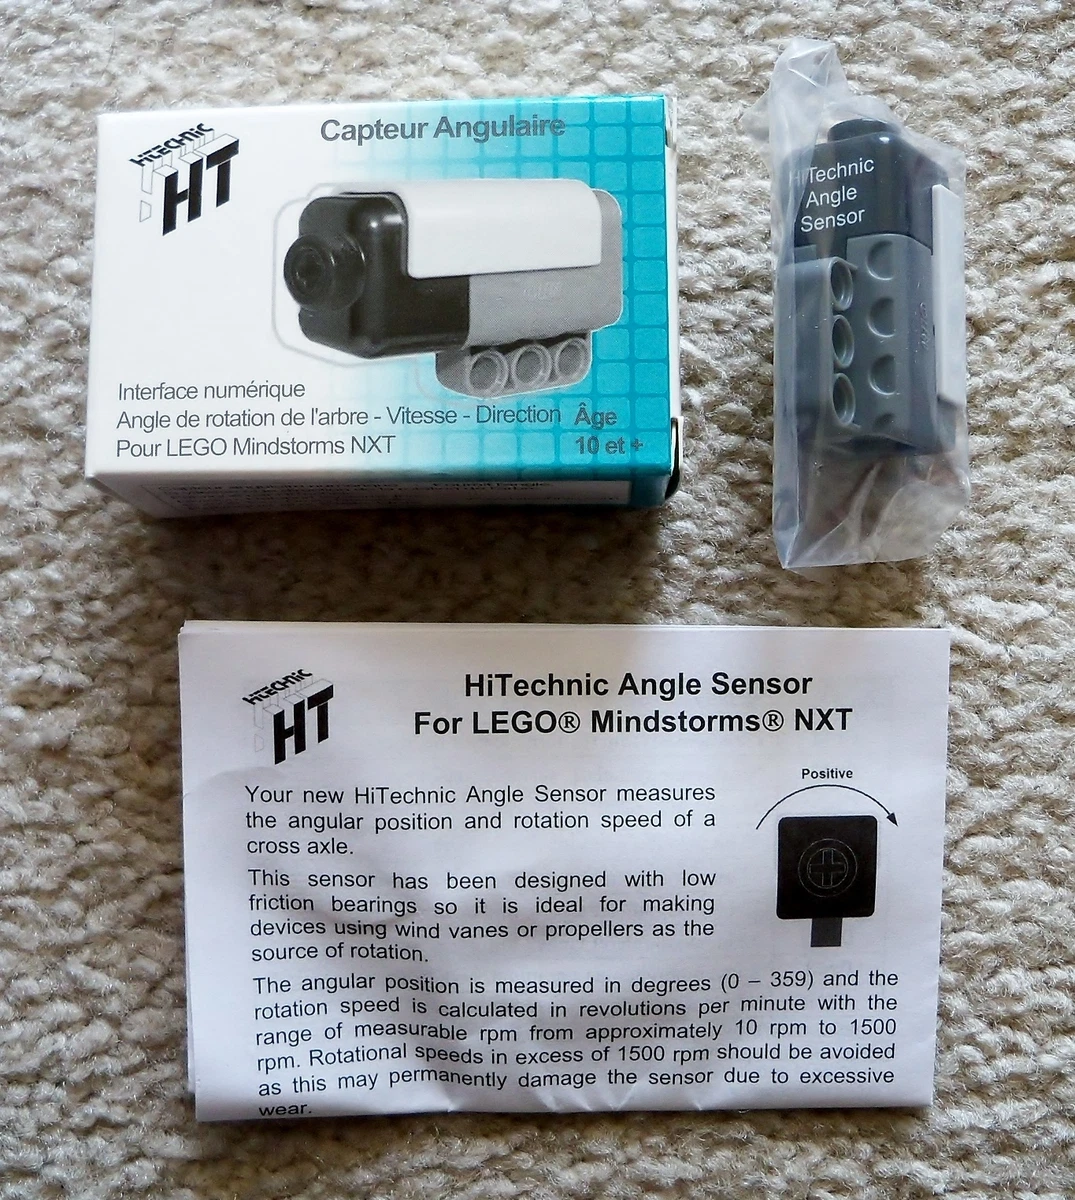 HiTechnic
HT
Capteur Angulaire
Interface numérique
Angle de rotation de l'arbre - Vitesse - Direction
Pour LEGO Mindstorms NXT
Âge
10 et +
HiTechnic
Angle
Sensor
HiTechnic
HT
HiTechnic Angle Sensor
For LEGO® Mindstorms® NXT
Your new HiTechnic Angle Sensor measures
the angular position and rotation speed of a
cross axle.
This sensor has been designed with low
friction bearings so it is ideal for making
devices using wind vanes or propellers as the
source of rotation.
Positive
The angular position is measured in degrees (0 – 359) and the
rotation speed is calculated in revolutions per minute with the
range of measurable rpm from approximately 10 rpm to 1500
rpm. Rotational speeds in excess of 1500 rpm should be avoided
as this may permanently damage the sensor due to excessive
wear.